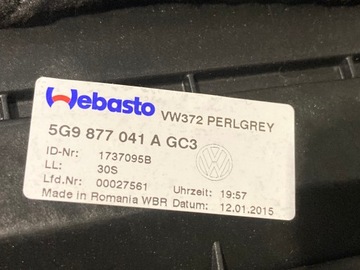 Webasto VW372 PERLGREY
5G9 877 041 A GC3
ID-Nr: 1737095B
LL: 30S
Lfd.Nr: 00027561 Uhrzeit: 19:57
Made in Romania WBR Datum: 12.01.2015